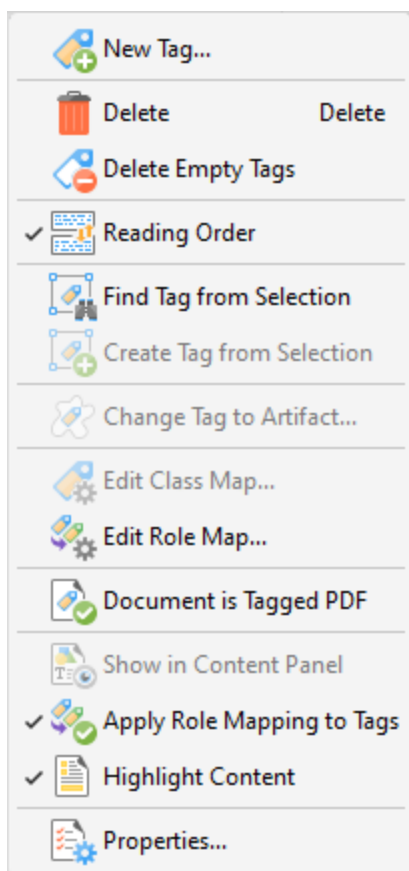 New Tag...
Delete Delete
Delete Empty Tags
Reading Order
Find Tag from Selection
Create Tag from Selection
Change Tag to Artifact...
Edit Class Map...
Edit Role Map...
Document is Tagged PDF
Show in Content Panel
Apply Role Mapping to Tags
Highlight Content
Properties...